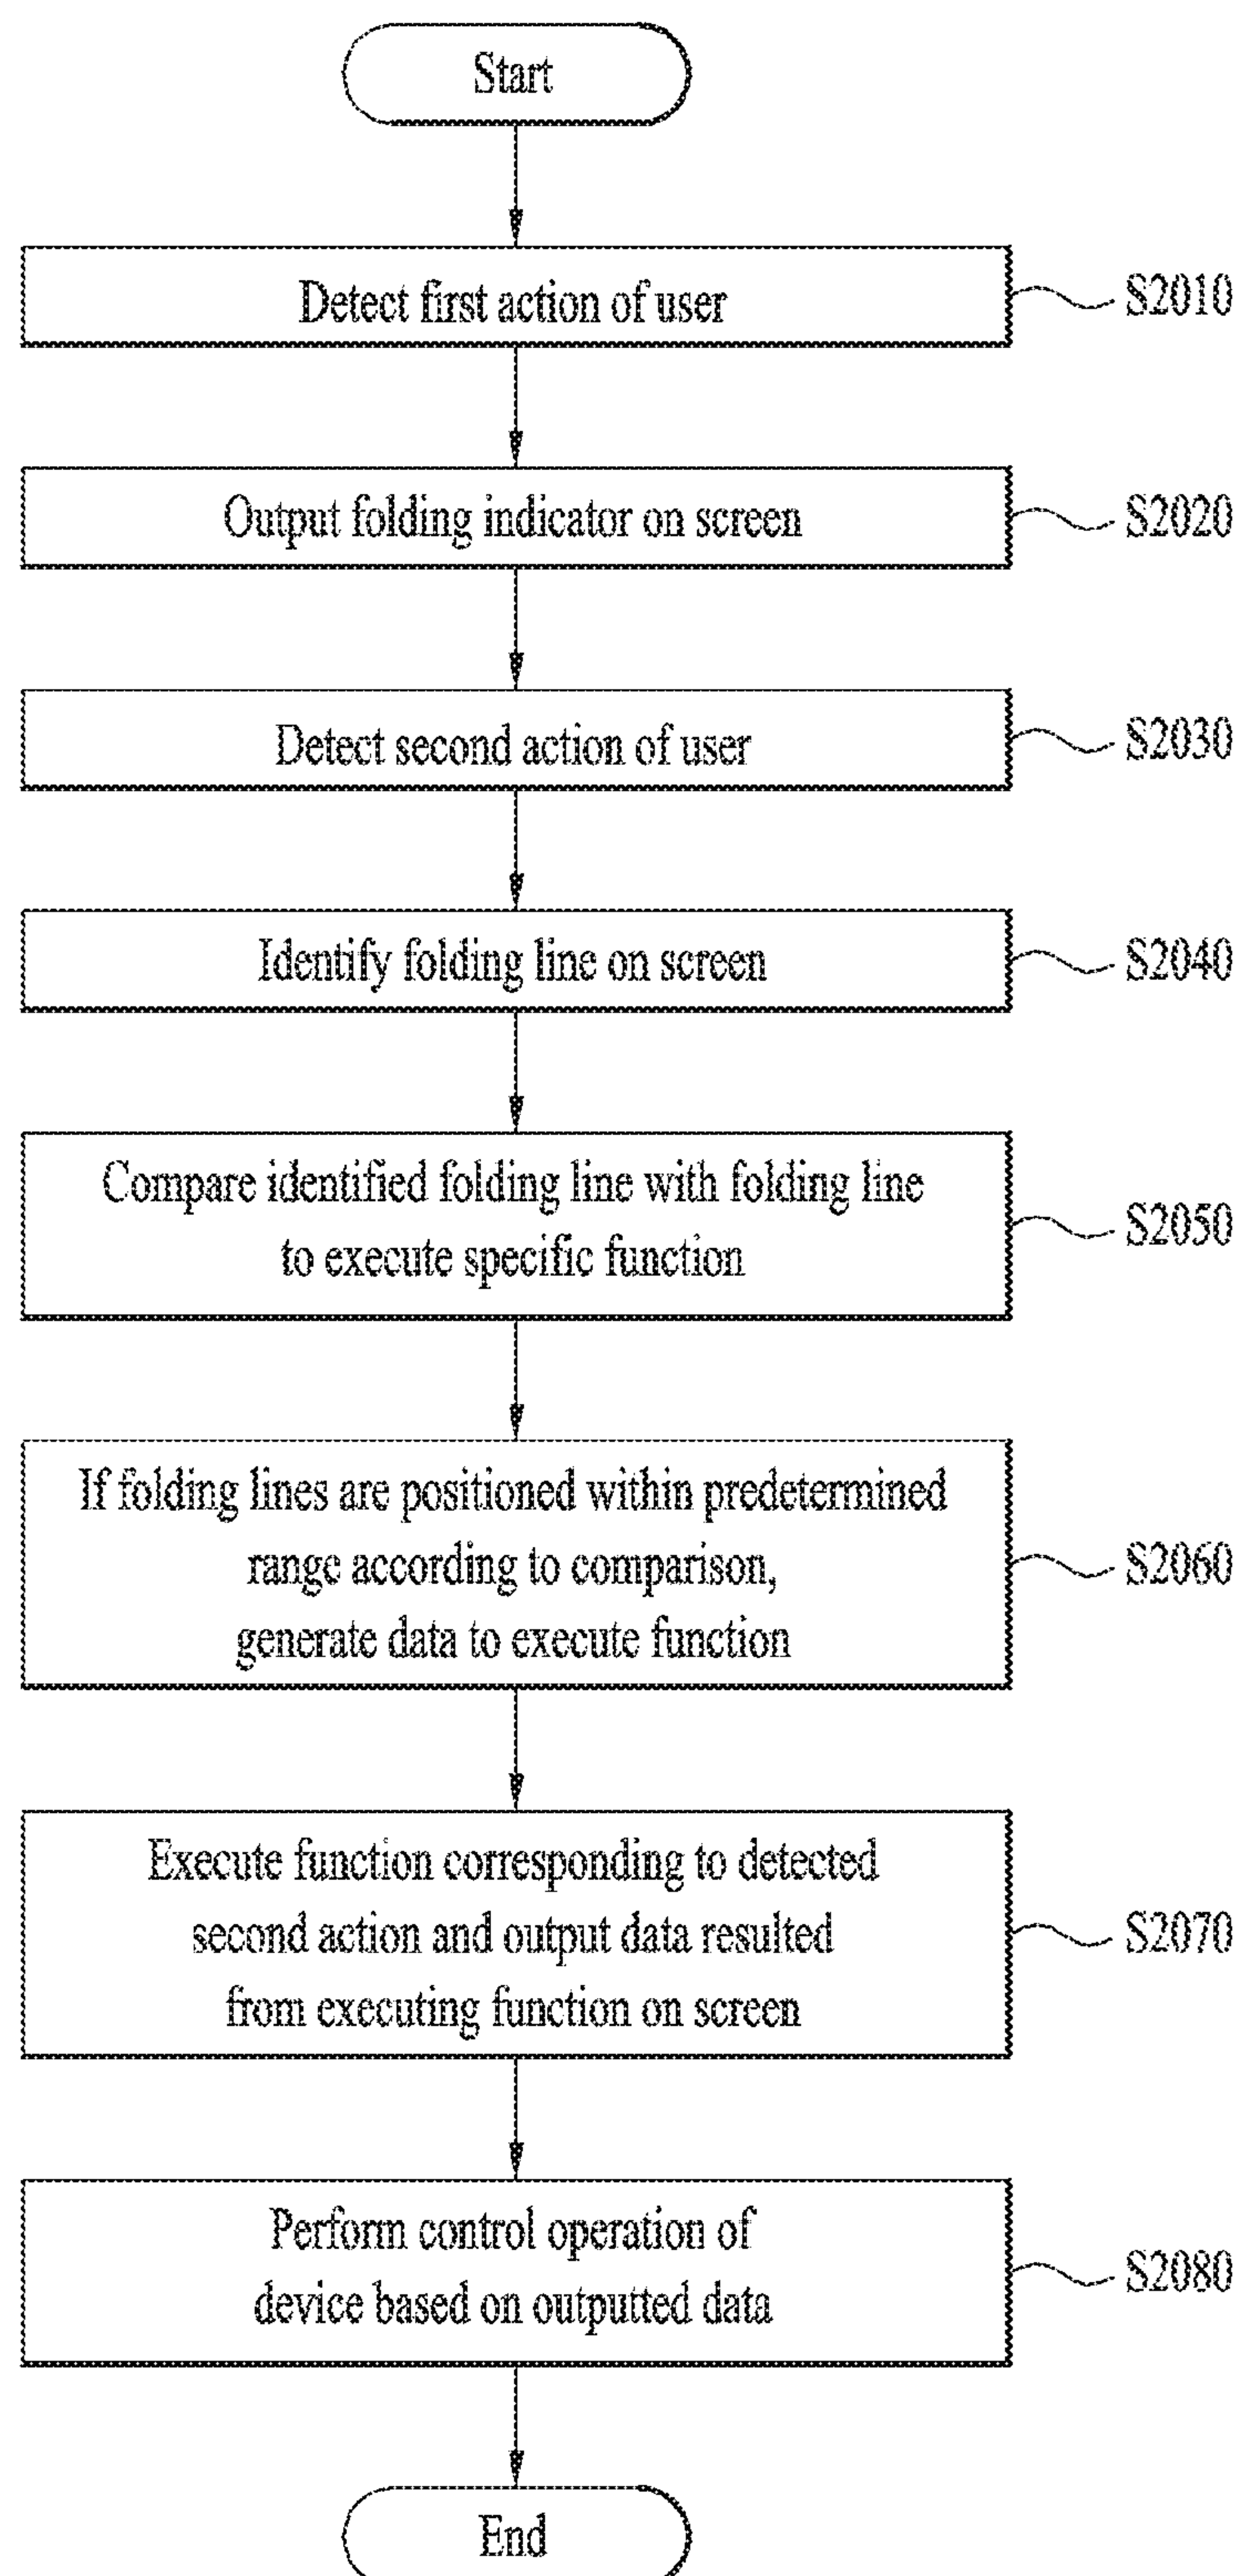 Start
Detect first action of user
S2010
Output folding indicator on screen
S2020
Detect second action of user
S2030
Identify folding line on screen
S2040
Compare identified folding line with folding line
to execute specific function
S2050
If folding lines are positioned within predetermined
range according to comparison,
generate data to execute function
S2060
Execute function corresponding to detected
second action and output data resulted
from executing function on screen
S2070
Perform control operation of
device based on outputted data
S2080
End